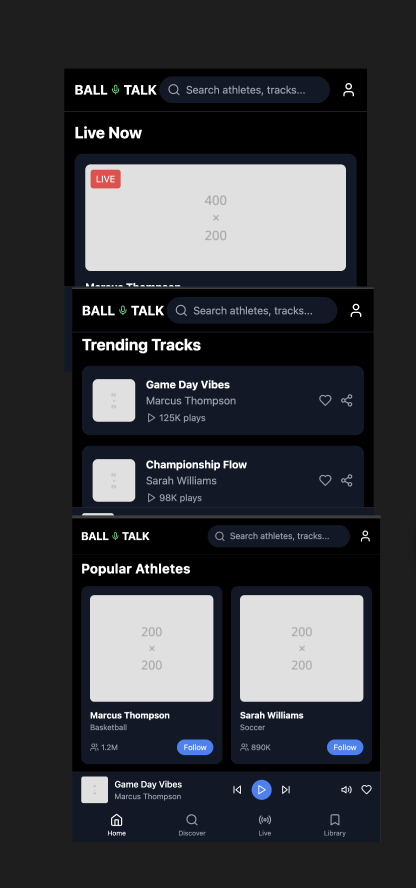 BALL TALK
Search athletes, tracks...
Live Now
LIVE
400
×
200
BALL TALK
Search athletes, tracks...
Trending Tracks
Game Day Vibes
Marcus Thompson
125K plays
Championship Flow
Sarah Williams
98K plays
BALL TALK
Search athletes, tracks...
Popular Athletes
200
×
200
Marcus Thompson
Basketball
1.2M
Follow
200
×
200
Sarah Williams
Soccer
890K
Follow
Game Day Vibes
Marcus Thompson
Home
Discover
Live
Library